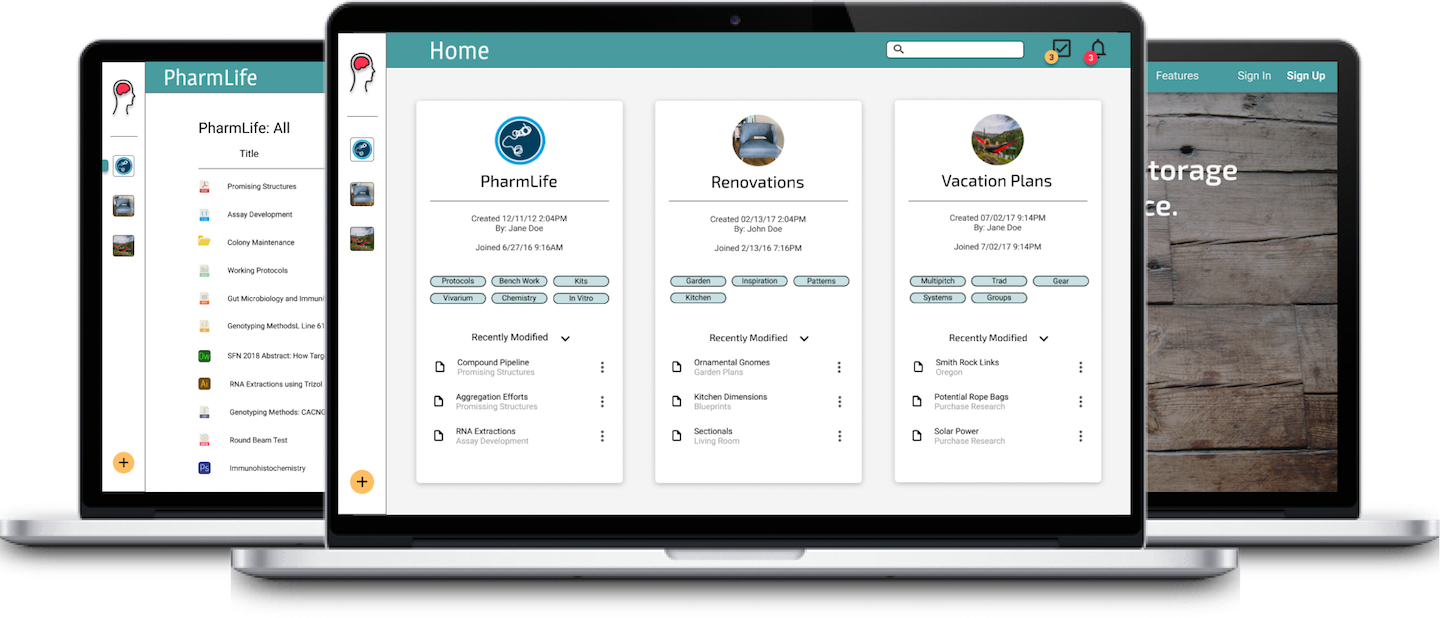 PharmLife
PharmLife: All
Title
Promising Structures
Assay Development
Colony Maintenance
Working Protocols
Gut Microbiology and Immuni
Genotyping MethodsL Line 61
SFN 2018 Abstract: How Targ
RNA Extractions using Trizol
Genotyping Methods: CACNG
Round Beam Test
Immunohistochemistry
Dw
Ai
Ps
+
Home
3
3
PharmLife
Created 12/11/12 2:04PM
By: Jane Doe
Joined 6/27/16 9:16AM
Protocols Bench Work Kits
Vivarium Chemistry In Vitro
Recently Modified
Compound Pipeline
Promising Structures
Aggregation Efforts
Promissing Structures
RNA Extractions
Assay Development
Renovations
Created 02/13/17 2:04PM
By: John Doe
Joined 2/13/16 7:16PM
Garden Inspiration Patterns
Kitchen
Recently Modified
Ornamental Gnomes
Garden Plans
Kitchen Dimensions
Blueprints
Sectionals
Living Room
Vacation Plans
Created 07/02/17 9:14PM
By: Jane Doe
Joined 7/02/17 9:14PM
Multipitch Trad Gear
Systems Groups
Recently Modified
Smith Rock Links
Oregon
Potential Rope Bags
Purchase Research
Solar Power
Purchase Research
+
Features Sign In Sign Up
torage
ce.